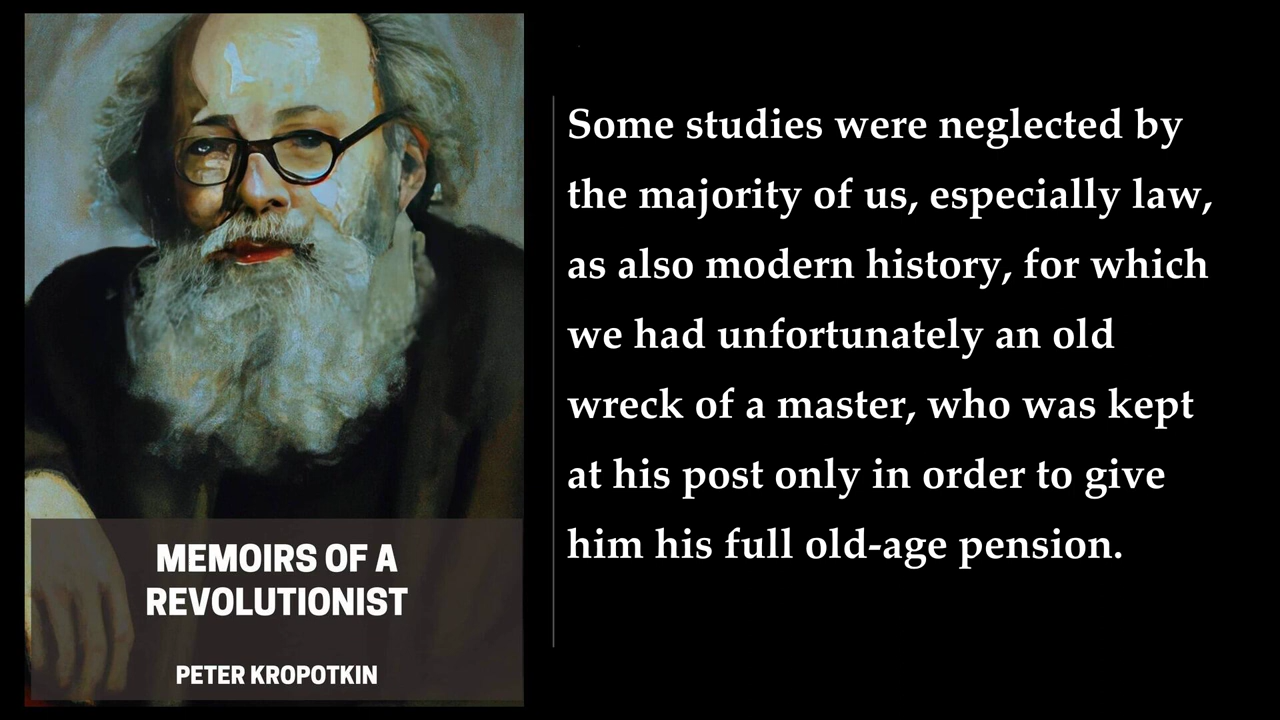 MEMOIRS OF A
REVOLUTIONIST
PETER KROPOTKIN
Some studies were neglected by
the majority of us, especially law,
as also modern history, for which
we had unfortunately an old
wreck of a master, who was kept
at his post only in order to give
him his full old-age pension.